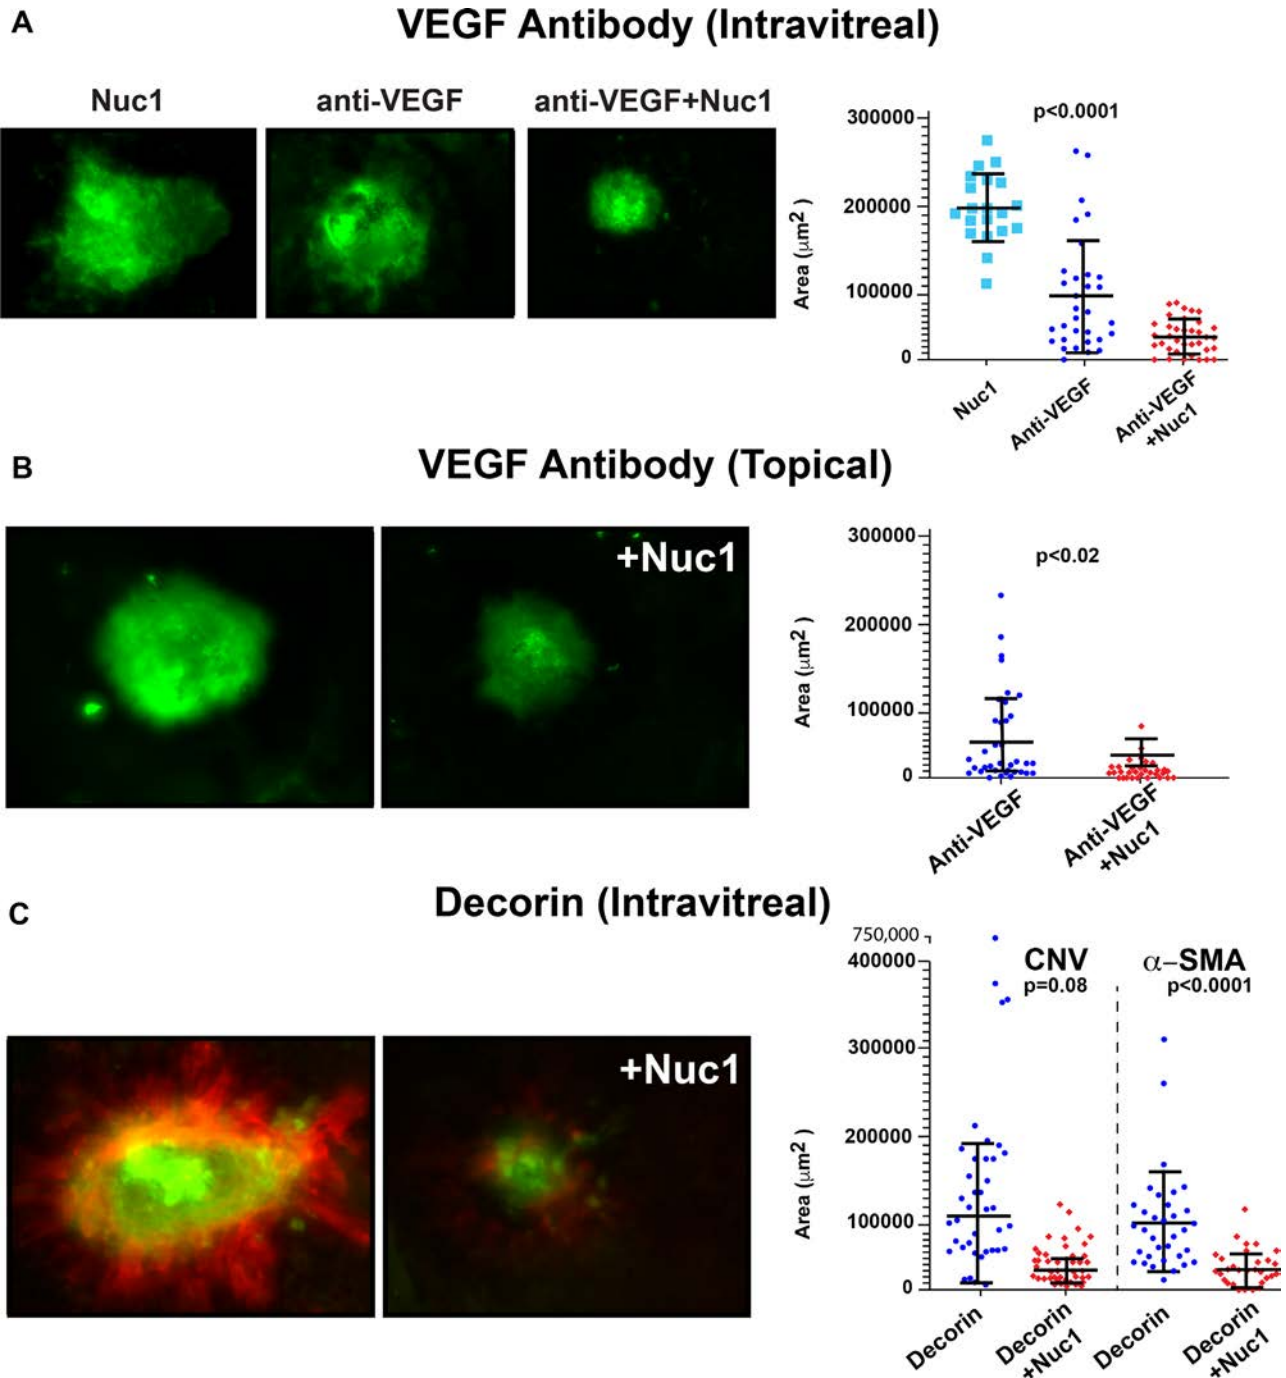 A
VEGF Antibody (Intravitreal)
Nuc1
anti-VEGF
anti-VEGF+Nuc1
p<0.0001
300000
200000
100000
0
Area (μm2 )
Nuc1
Anti-VEGF
Anti-VEGF
+Nuc1
B
VEGF Antibody (Topical)
+Nuc1
p<0.02
300000
200000
100000
0
Area (μm2 )
Anti-VEGF
Anti-VEGF
+Nuc1
C
Decorin (Intravitreal)
+Nuc1
750,000
400000
300000
200000
100000
0
Area (μm2 )
CNV
p=0.08
α–SMA
p<0.0001
Decorin
Decorin
+Nuc1
Decorin
Decorin
+Nuc1